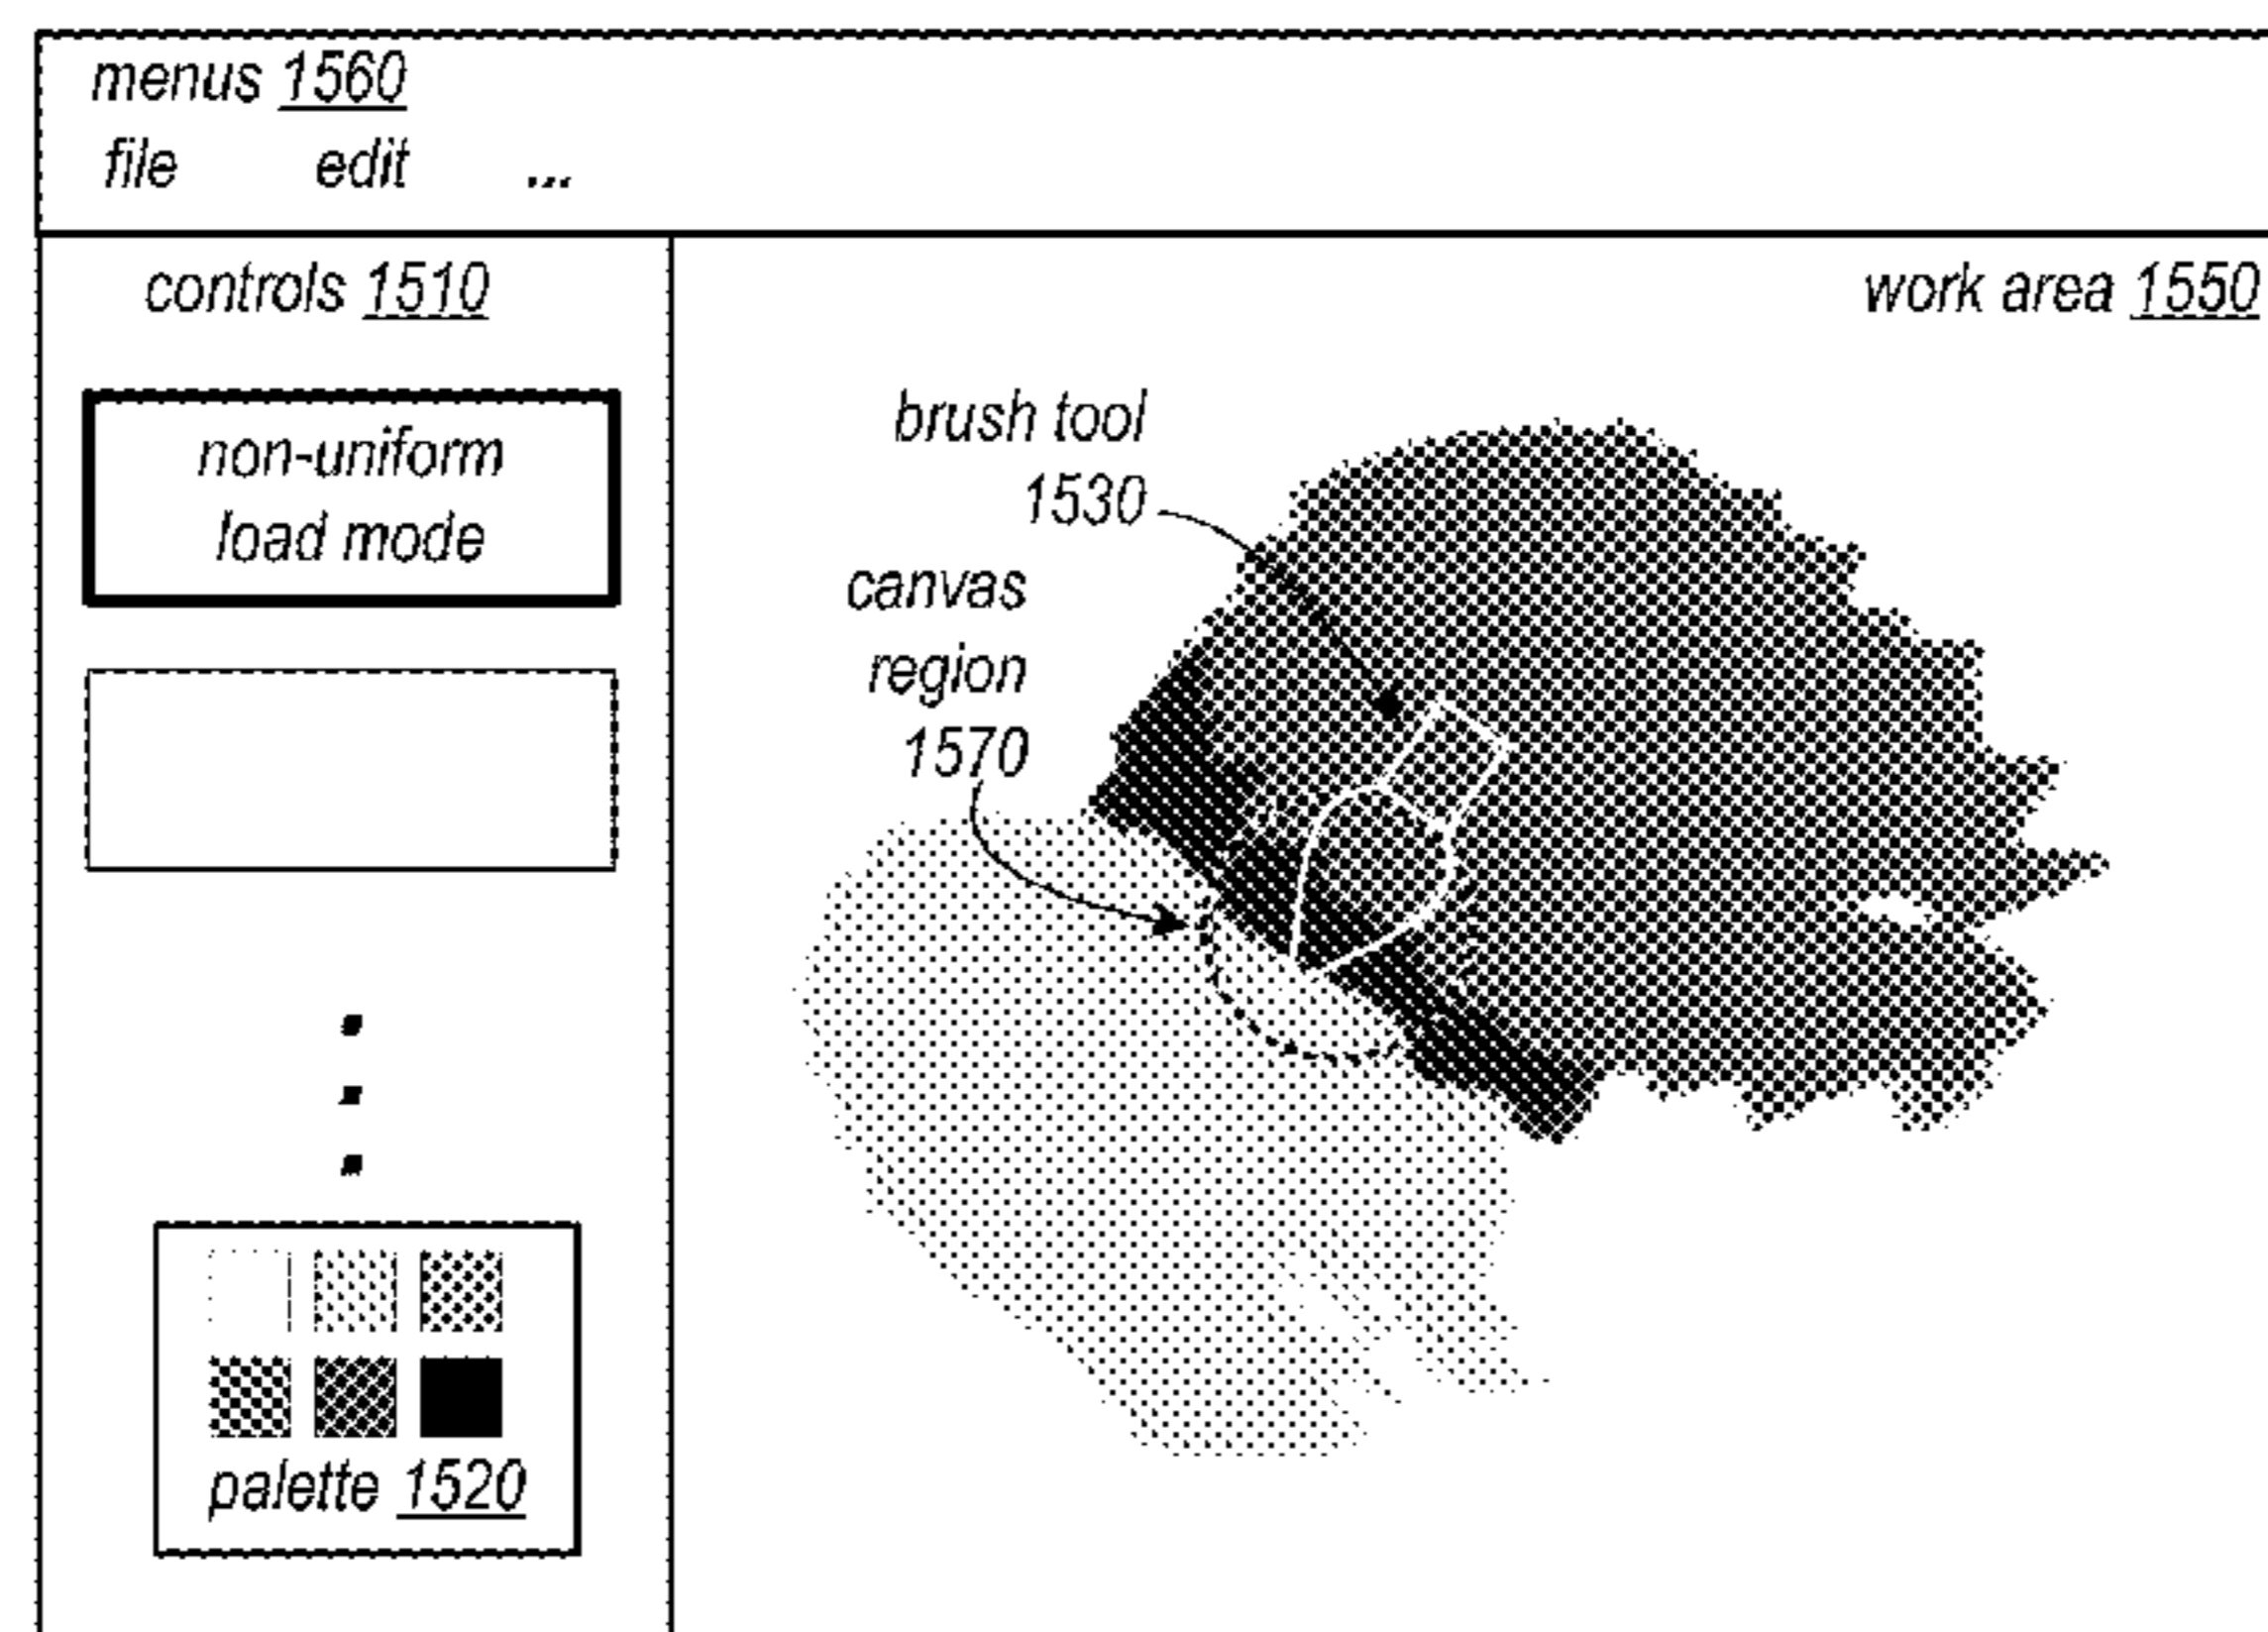 menus 1560
file edit ...
controls 1510
work area 1550
non-uniform
load mode
brush tool
1530
canvas
region
1570
palette 1520